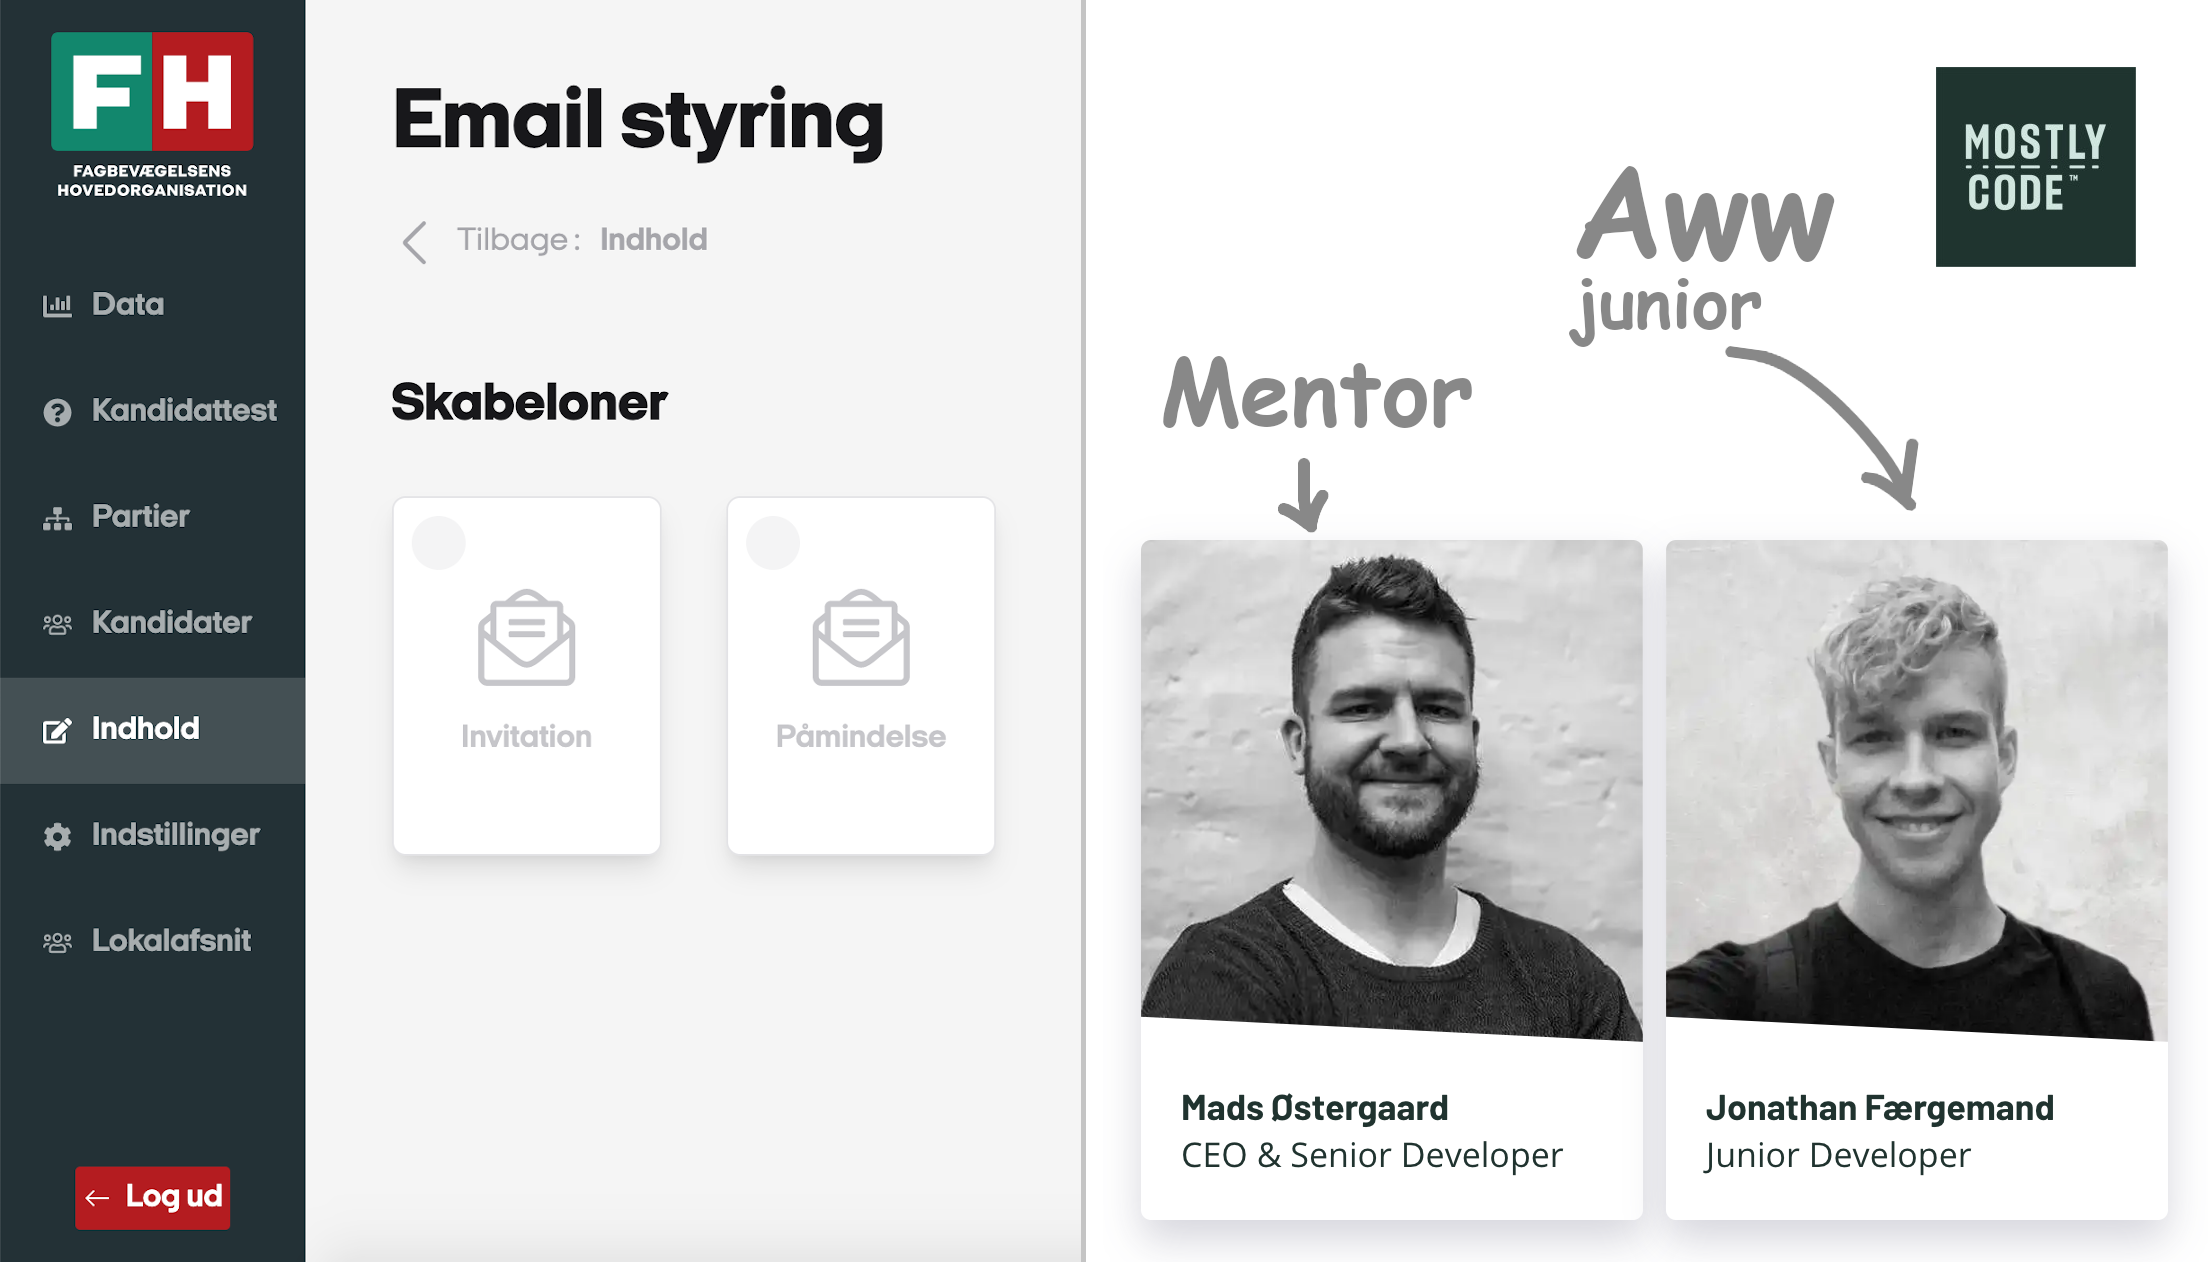 FH
FAGBEVÆGELSENS
HOVEDORGANISATION
Data
Kandidattest
Partier
Kandidater
Indhold
Indstillinger
Lokalafsnit
Log ud
Email styring
Tilbage: Indhold
Skabeloner
Invitation
Påmindelse
MOSTLY
CODE™
Aww
junior
Mentor
Mads Østergaard
CEO & Senior Developer
Jonathan Færgemand
Junior Developer